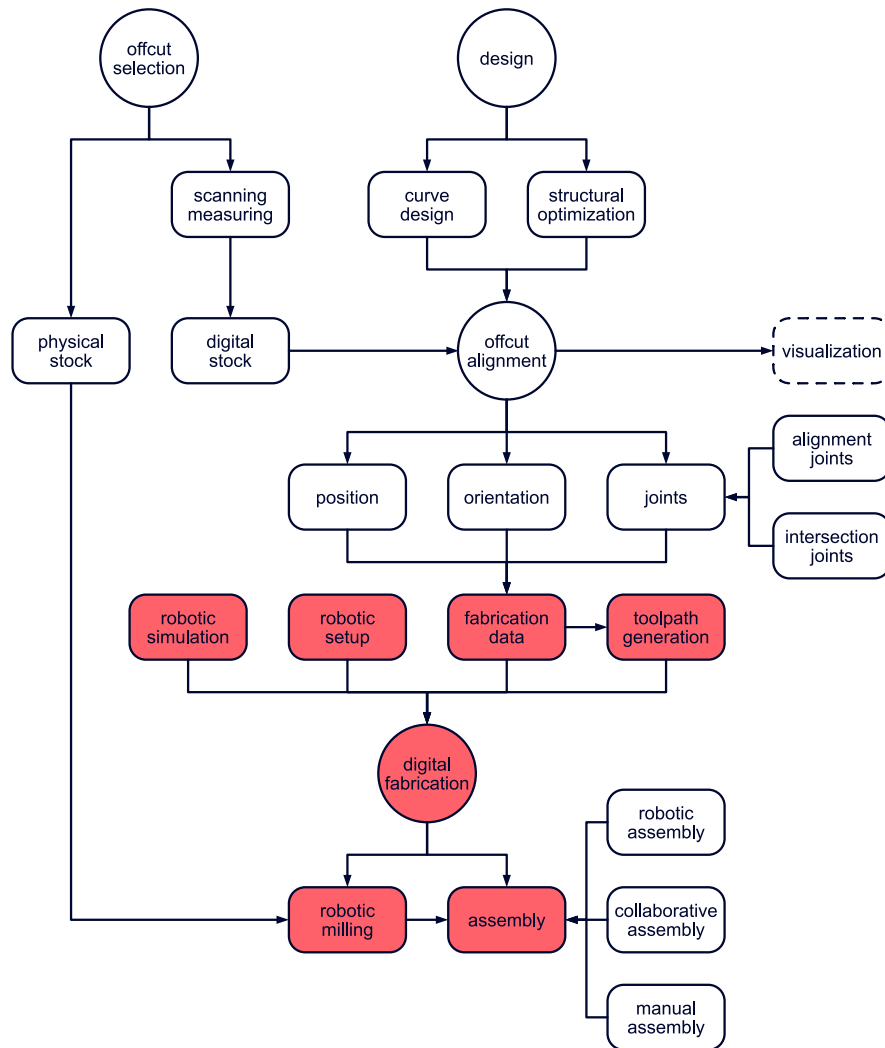 offcut
selection
design
scanning
measuring
curve
design
structural
optimization
physical
stock
digital
stock
offcut
alignment
visualization
alignment
joints
position
orientation
joints
intersection
joints
robotic
simulation
robotic
setup
fabrication
data
toolpath
generation
digital
fabrication
robotic
assembly
robotic
milling
assembly
collaborative
assembly
manual
assembly